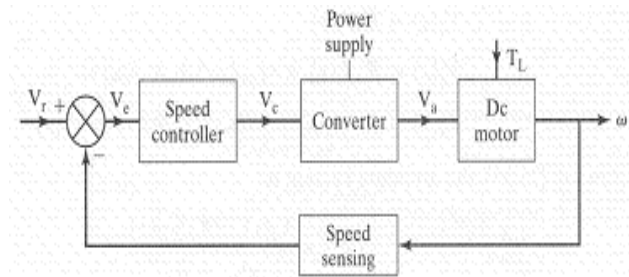 Power
supply
T_L
V_r +
V_e
Speed
controller
V_c
Converter
V_a
Dc
motor
ω
−
Speed
sensing